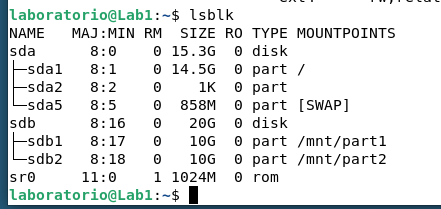 laboratorio@Lab1:~$ lsblk
NAME   MAJ:MIN RM  SIZE RO TYPE MOUNTPOINTS
sda      8:0    0 15.3G  0 disk
├─sda1   8:1    0 14.5G  0 part /
├─sda2   8:2    0    1K  0 part
└─sda5   8:5    0  858M  0 part [SWAP]
sdb      8:16   0   20G  0 disk
├─sdb1   8:17   0   10G  0 part /mnt/part1
└─sdb2   8:18   0   10G  0 part /mnt/part2
sr0     11:0    1 1024M  0 rom
laboratorio@Lab1:~$